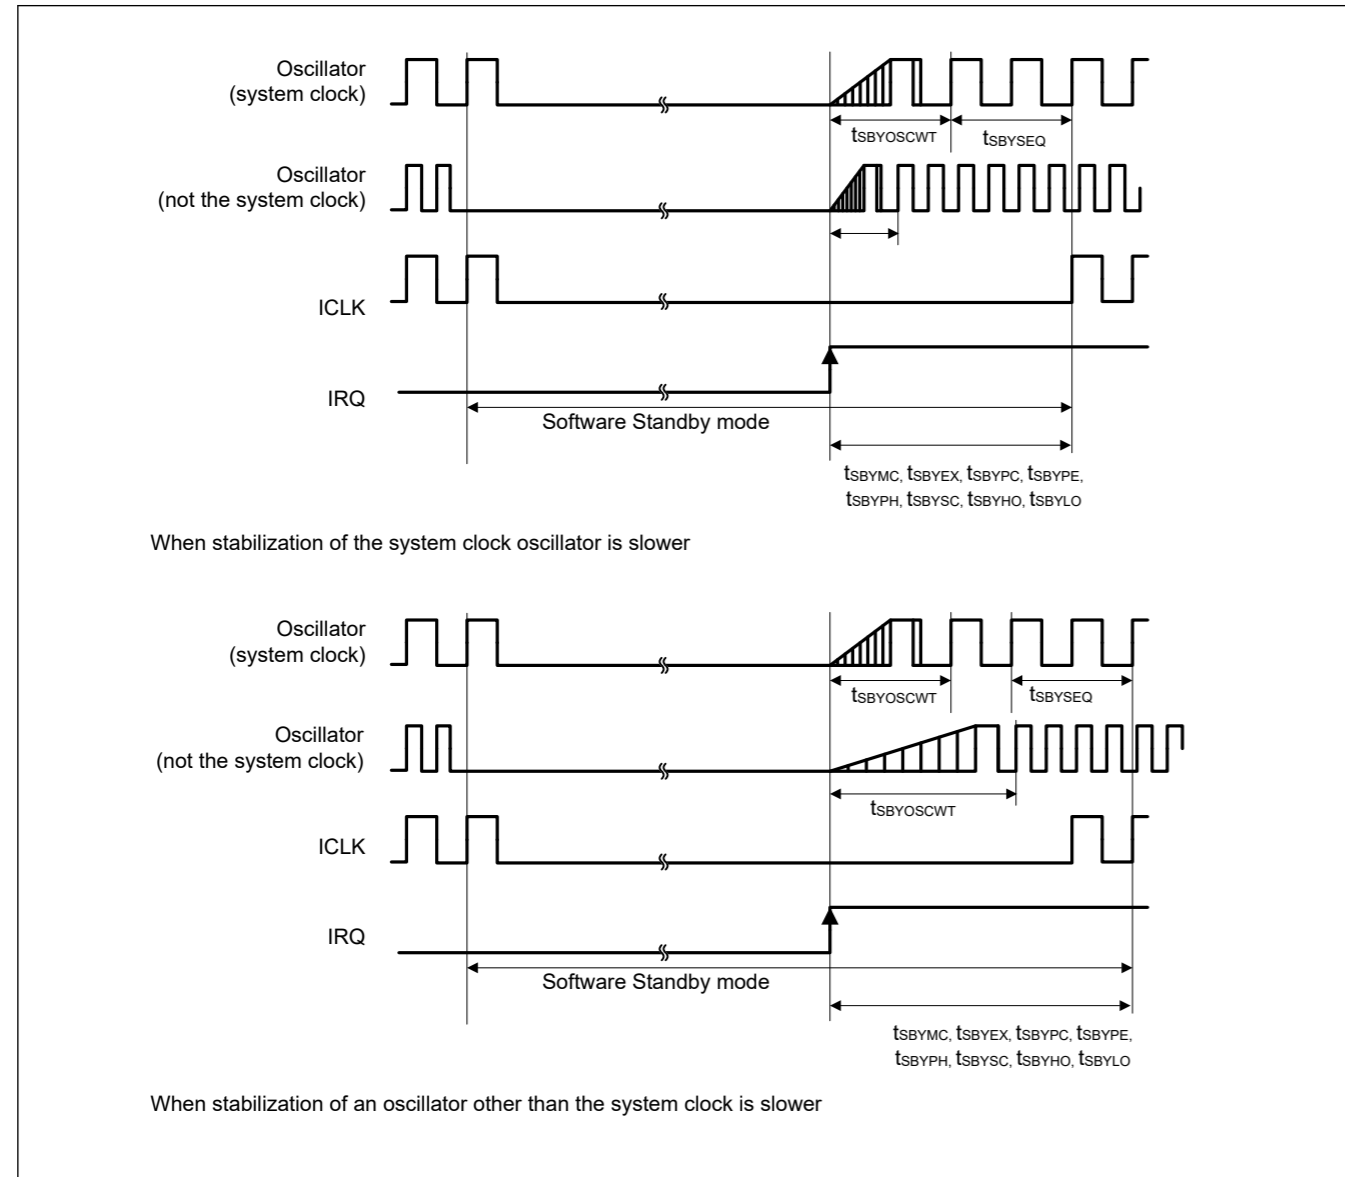 Oscillator
(system clock)
tSBYOSCWT
tSBYSEQ
Oscillator
(not the system clock)
ICLK
IRQ
Software Standby mode
tSBYMC, tSBYEX, tSBYPC, tSBYPE,
tSBYPH, tSBYSC, tSBYHO, tSBYLO
When stabilization of the system clock oscillator is slower
Oscillator
(system clock)
tSBYOSCWT
tSBYSEQ
Oscillator
(not the system clock)
tSBYOSCWT
ICLK
IRQ
Software Standby mode
tSBYMC, tSBYEX, tSBYPC, tSBYPE,
tSBYPH, tSBYSC, tSBYHO, tSBYLO
When stabilization of an oscillator other than the system clock is slower